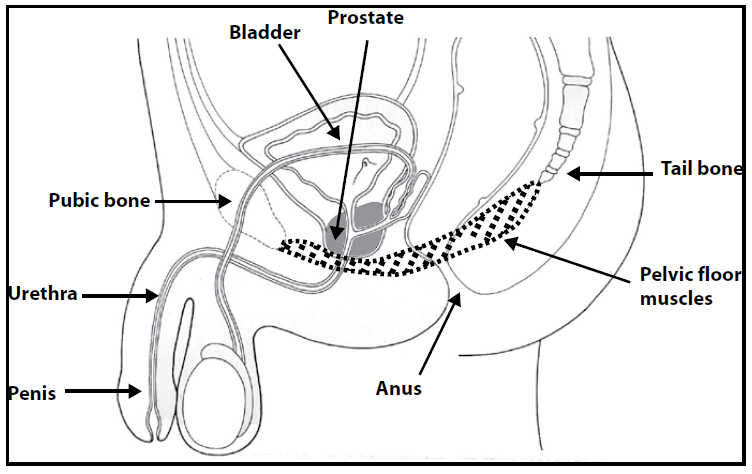 Prostate
Bladder
Tail bone
Pubic bone
Pelvic floor
muscles
Urethra
Anus
Penis